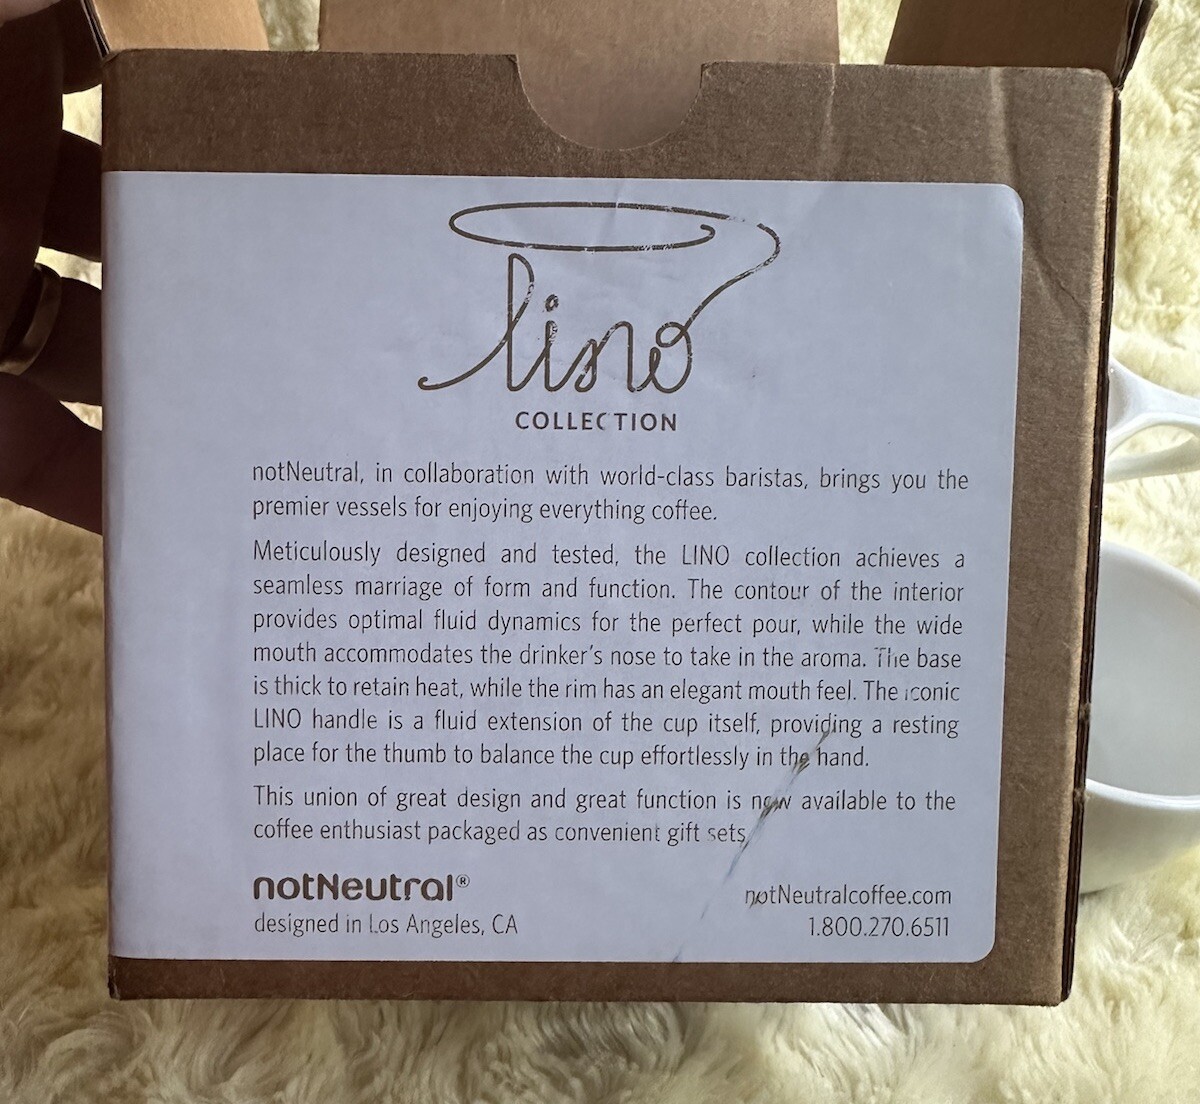 lino
COLLECTION
notNeutral, in collaboration with world-class baristas, brings you the
premier vessels for enjoying everything coffee.
Meticulously designed and tested, the LINO collection achieves a
seamless marriage of form and function. The contour of the interior
provides optimal fluid dynamics for the perfect pour, while the wide
mouth accommodates the drinker's nose to take in the aroma. The base
is thick to retain heat, while the rim has an elegant mouth feel. The iconic
LINO handle is a fluid extension of the cup itself, providing a resting
place for the thumb to balance the cup effortlessly in the hand.
This union of great design and great function is now available to the
coffee enthusiast packaged as convenient gift sets
notNeutral®
designed in Los Angeles, CA
notNeutralcoffee.com
1.800.270.6511